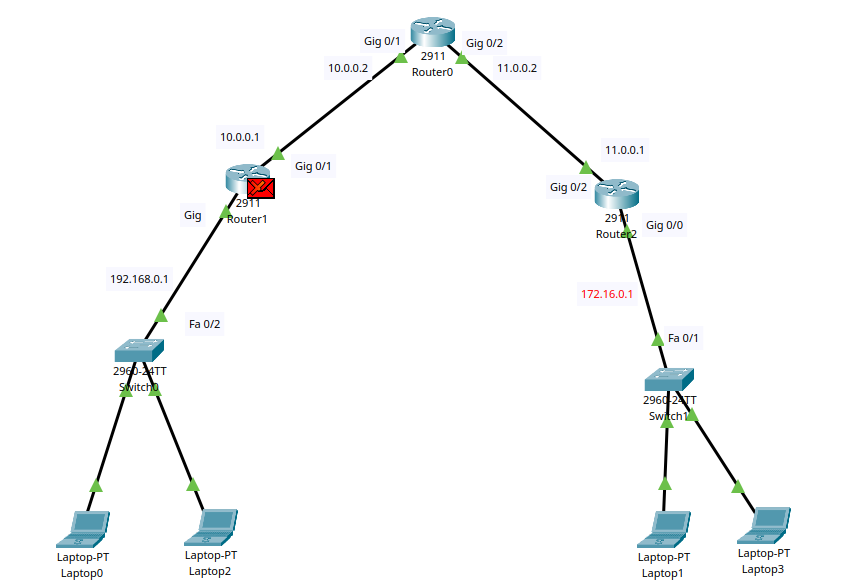 Gig 0/1
Gig 0/2
2911
Router0
10.0.0.2
11.0.0.2
10.0.0.1
Gig 0/1
2911
Router1
Gig
192.168.0.1
Fa 0/2
2960-24TT
Switch0
Laptop-PT
Laptop0
Laptop-PT
Laptop2
11.0.0.1
Gig 0/2
2911
Router2
Gig 0/0
172.16.0.1
Fa 0/1
2960-24TT
Switch1
Laptop-PT
Laptop1
Laptop-PT
Laptop3